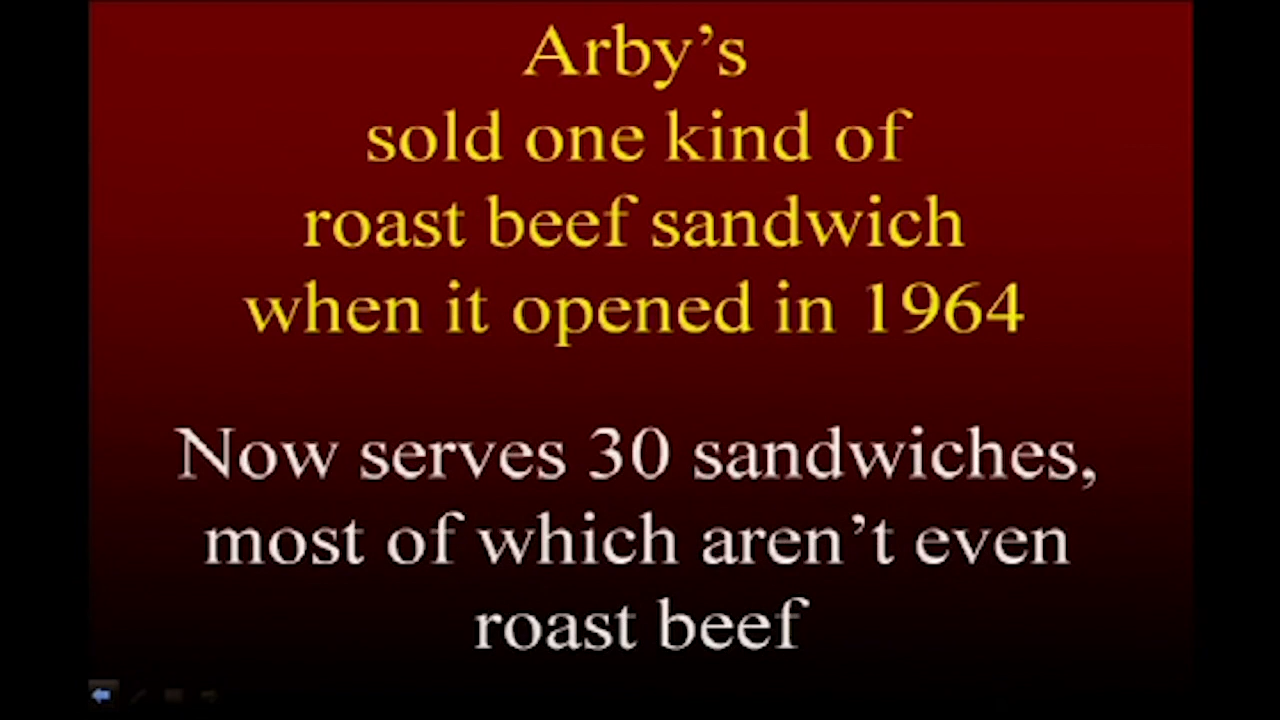 Arby’s
sold one kind of
roast beef sandwich
when it opened in 1964
Now serves 30 sandwiches,
most of which aren’t even
roast beef